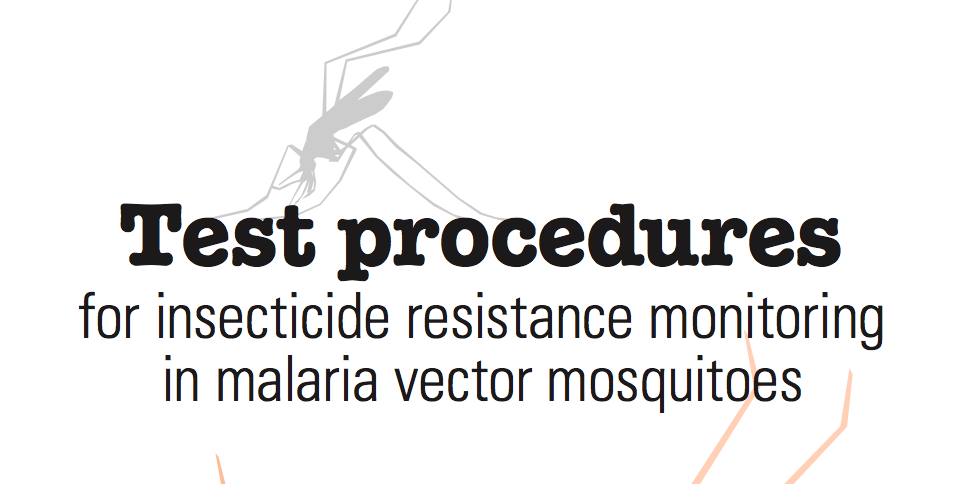 Test procedures
for insecticide resistance monitoring
in malaria vector mosquitoes